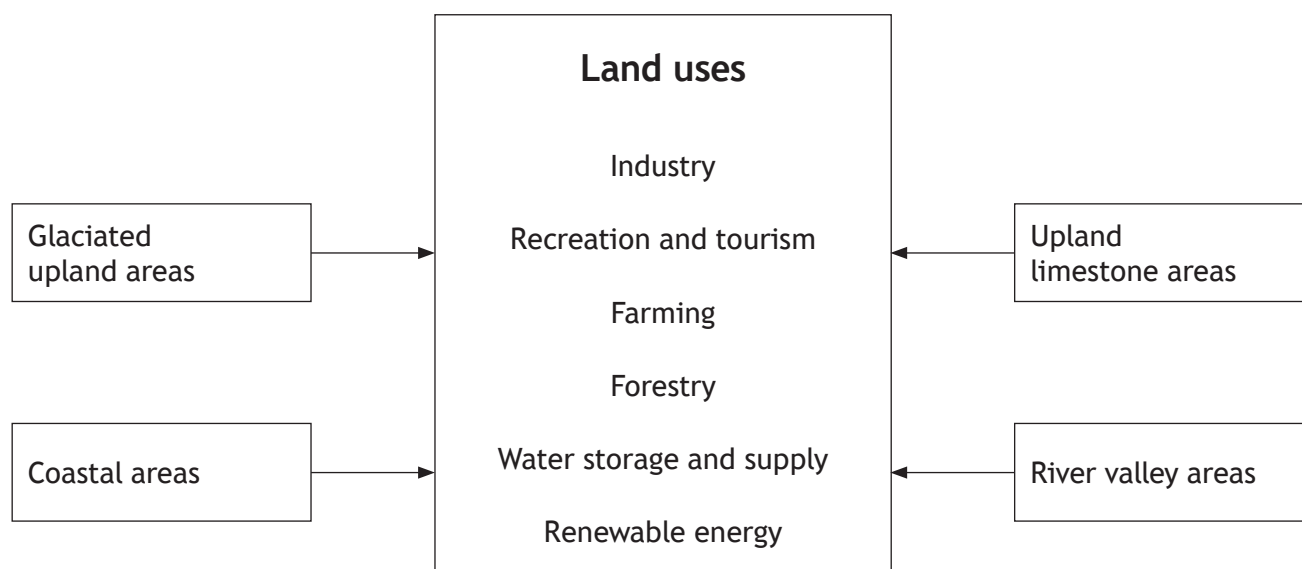 Land uses
Industry
Recreation and tourism
Farming
Forestry
Water storage and supply
Renewable energy
Glaciated
upland areas
Coastal areas
Upland
limestone areas
River valley areas